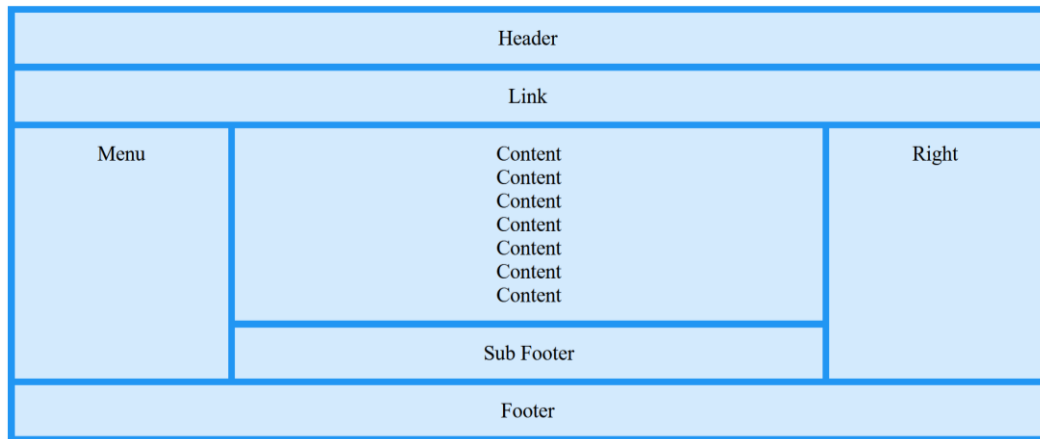 Header
Link
Menu
Content
Content
Content
Content
Content
Content
Content
Right
Sub Footer
Footer